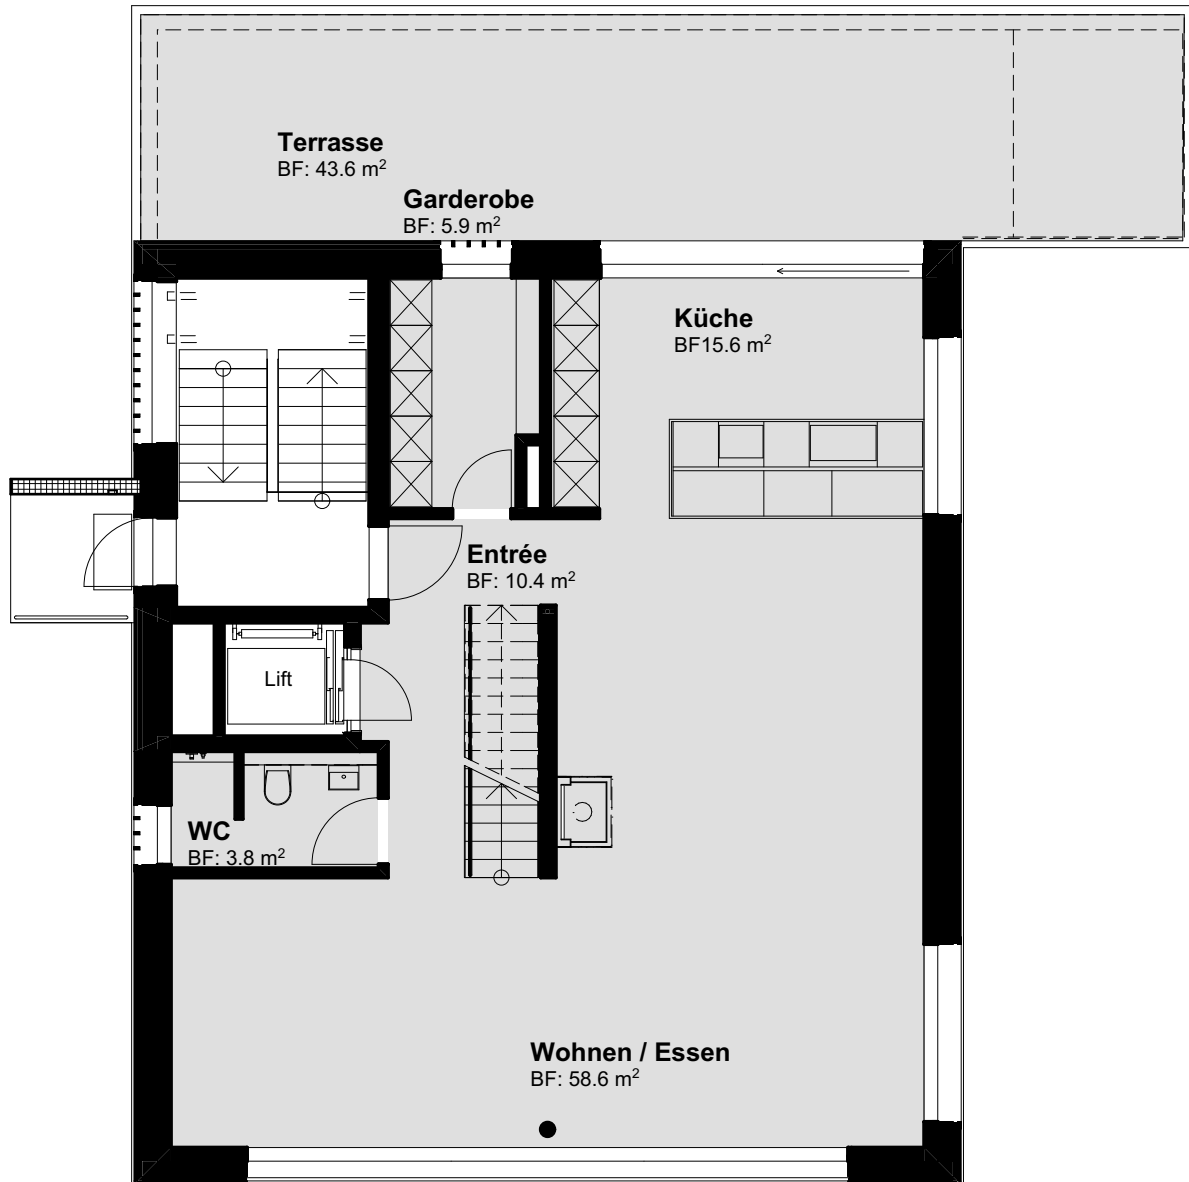 Terrasse
BF: 43.6 m²
Garderobe
BF: 5.9 m²
Küche
BF15.6 m²
Entrée
BF: 10.4 m²
Lift
WC
BF: 3.8 m²
Wohnen / Essen
BF: 58.6 m²